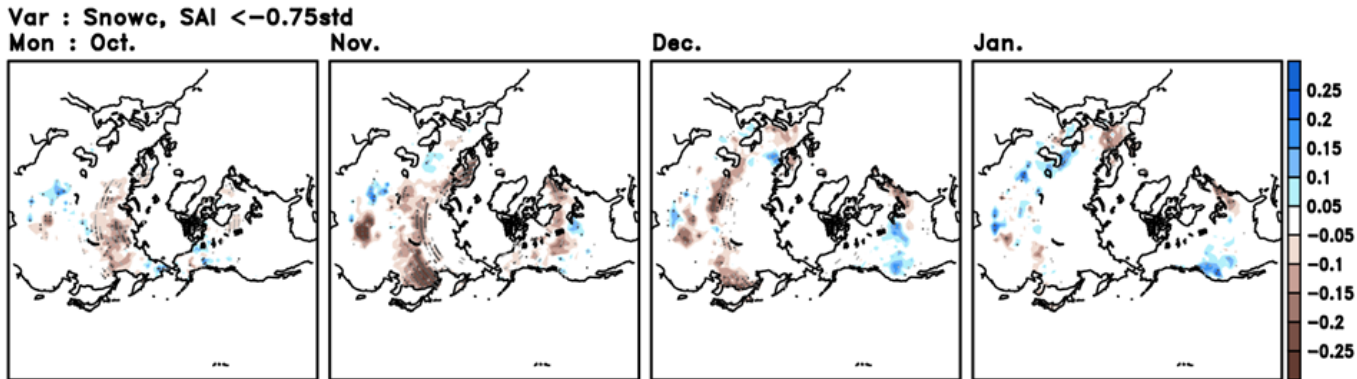 Var : Snowc, SAI <-0.75std
Mon : Oct.
Nov.
Dec.
Jan.
0.25
0.2
0.15
0.1
0.05
-0.05
-0.1
-0.15
-0.2
-0.25